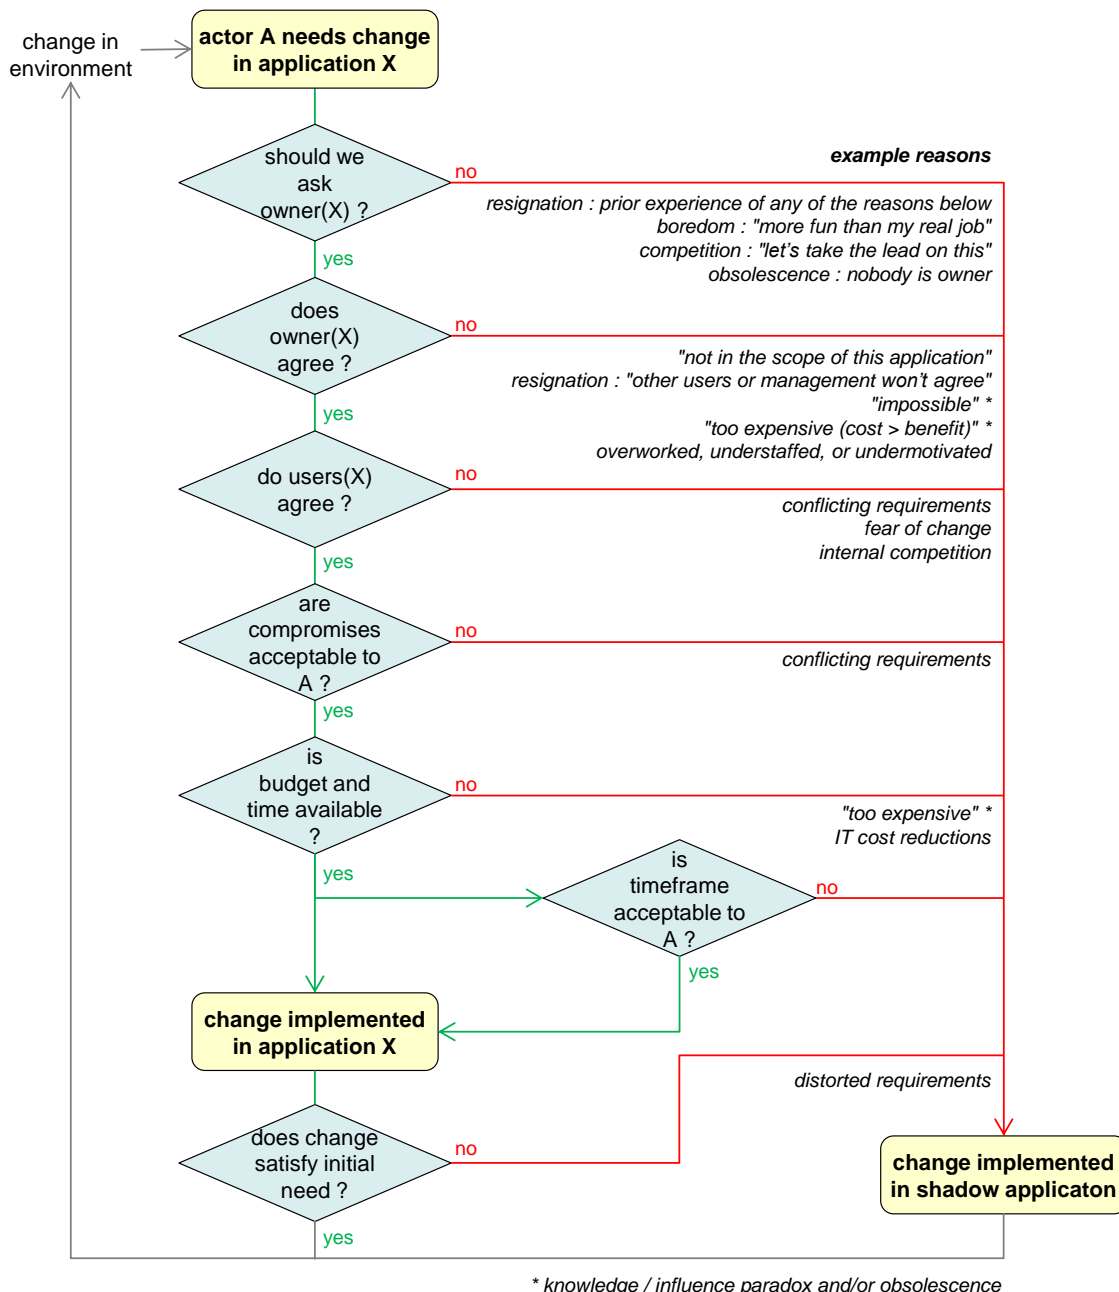 change in
environment
actor A needs change
in application X
should we
ask
owner(X) ?
no
example reasons
resignation : prior experience of any of the reasons below
boredom : "more fun than my real job"
competition : "let's take the lead on this"
obsolescence : nobody is owner
yes
does
owner(X)
agree ?
no
"not in the scope of this application"
resignation : "other users or management won't agree"
"impossible" *
"too expensive (cost > benefit)" *
overworked, understaffed, or undermotivated
yes
do users(X)
agree ?
no
conflicting requirements
fear of change
internal competition
yes
are
compromises
acceptable to
A ?
no
conflicting requirements
yes
is
budget and
time available
?
no
"too expensive" *
IT cost reductions
yes
is
timeframe
acceptable to
A ?
no
yes
change implemented
in application X
distorted requirements
does change
satisfy initial
need ?
no
yes
change implemented
in shadow applicaton
* knowledge / influence paradox and/or obsolescence